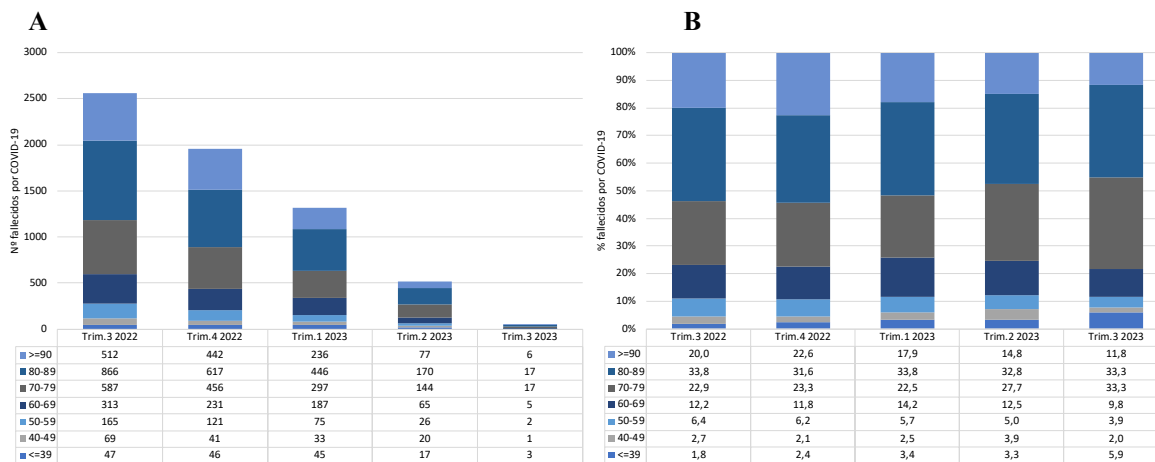 A
Nº fallecidos por COVID-19
3000
2500
2000
1500
1000
500
0
Trim.3 2022 Trim.4 2022 Trim.1 2023 Trim.2 2023 Trim.3 2023
>=90 512 442 236 77 6
80-89 866 617 446 170 17
70-79 587 456 297 144 17
60-69 313 231 187 65 5
50-59 165 121 75 26 2
40-49 69 41 33 20 1
<=39 47 46 45 17 3
B
% fallecidos por COVID-19
100%
90%
80%
70%
60%
50%
40%
30%
20%
10%
0%
Trim.3 2022 Trim.4 2022 Trim.1 2023 Trim.2 2023 Trim.3 2023
>=90 20,0 22,6 17,9 14,8 11,8
80-89 33,8 31,6 33,8 32,8 33,3
70-79 22,9 23,3 22,5 27,7 33,3
60-69 12,2 11,8 14,2 12,5 9,8
50-59 6,4 6,2 5,7 5,0 3,9
40-49 2,7 2,1 2,5 3,9 2,0
<=39 1,8 2,4 3,4 3,3 5,9